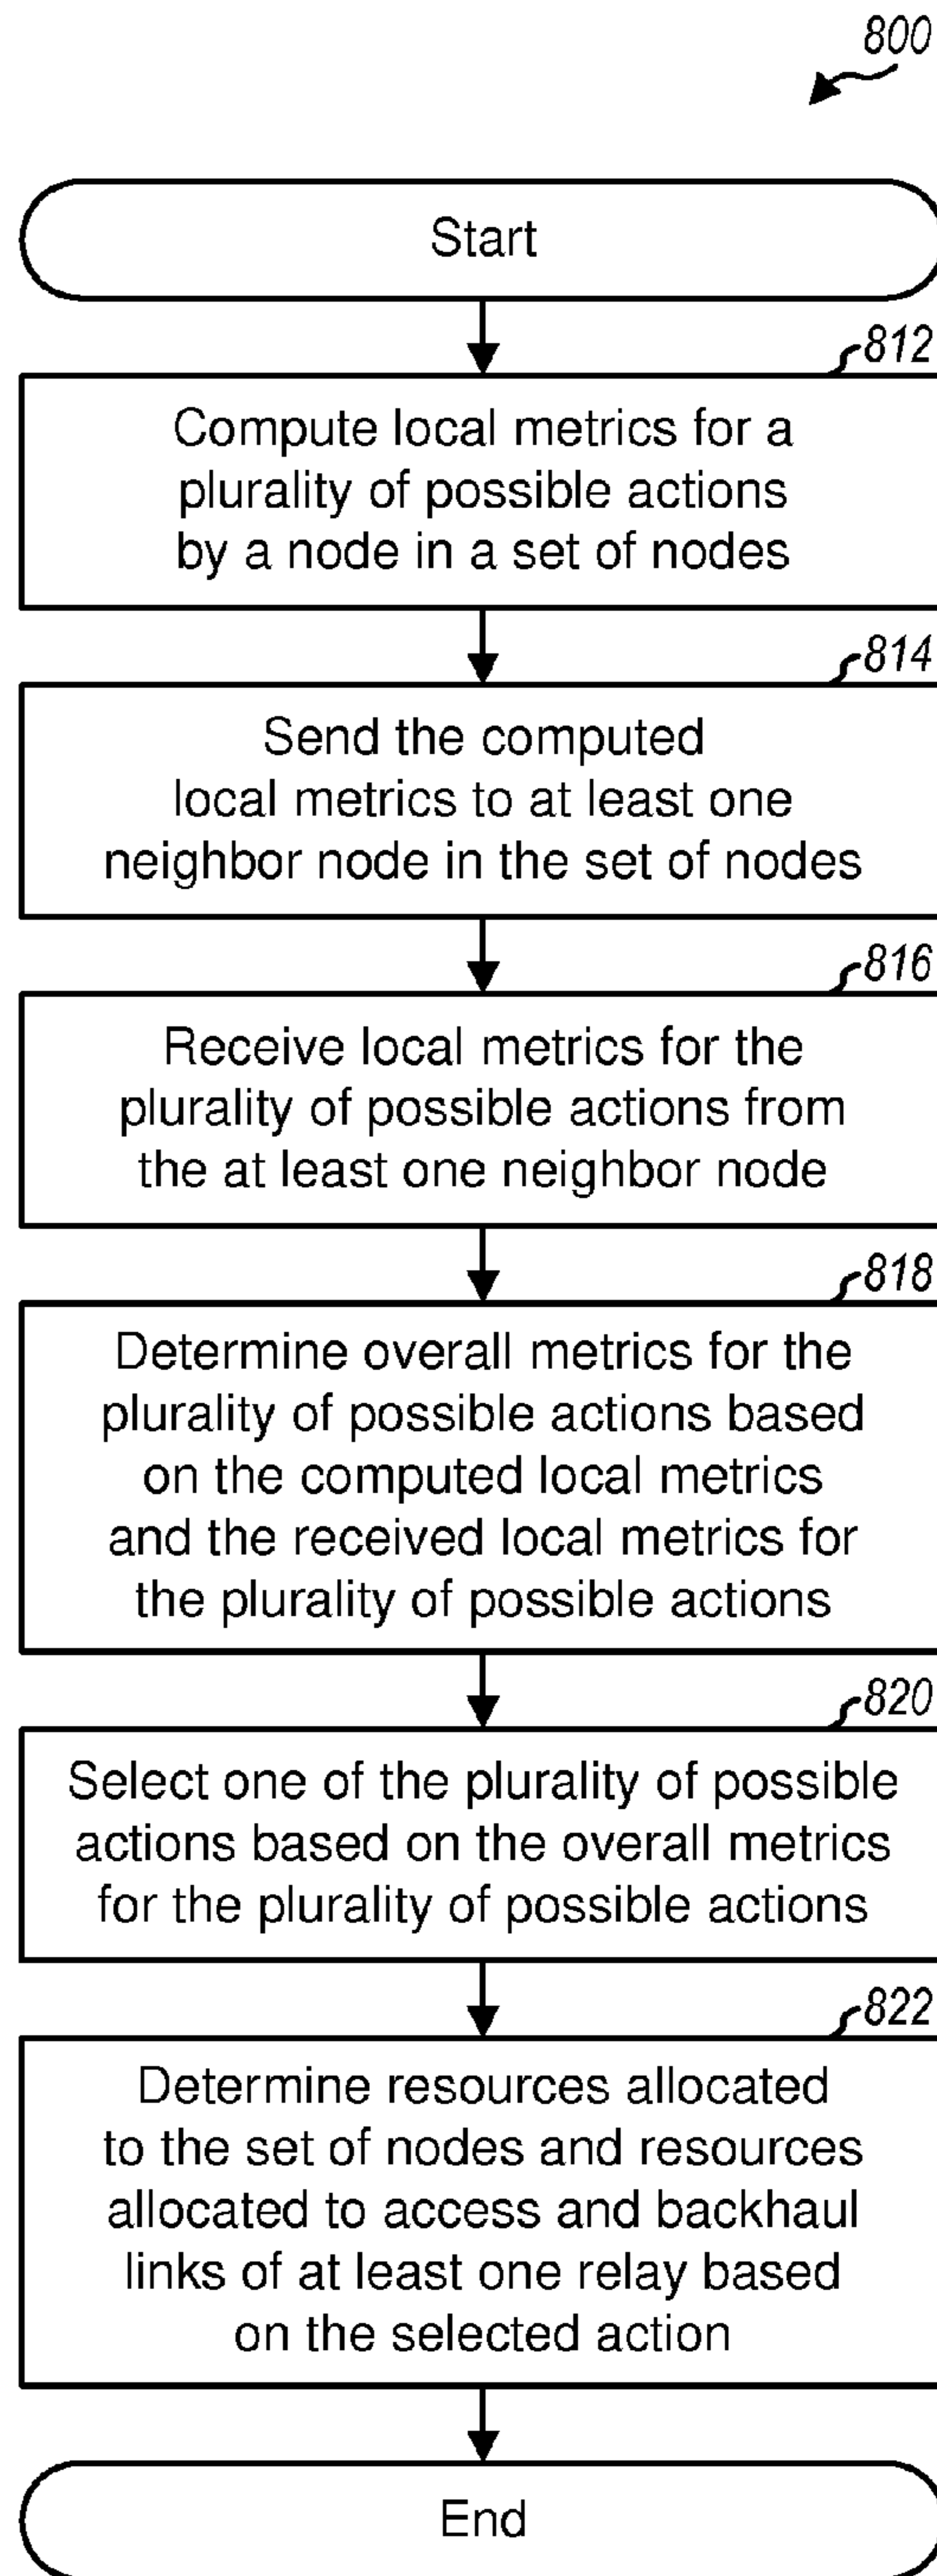 800
Start
812
Compute local metrics for a
plurality of possible actions
by a node in a set of nodes
814
Send the computed
local metrics to at least one
neighbor node in the set of nodes
816
Receive local metrics for the
plurality of possible actions from
the at least one neighbor node
818
Determine overall metrics for the
plurality of possible actions based
on the computed local metrics
and the received local metrics for
the plurality of possible actions
820
Select one of the plurality of possible
actions based on the overall metrics
for the plurality of possible actions
822
Determine resources allocated
to the set of nodes and resources
allocated to access and backhaul
links of at least one relay based
on the selected action
End